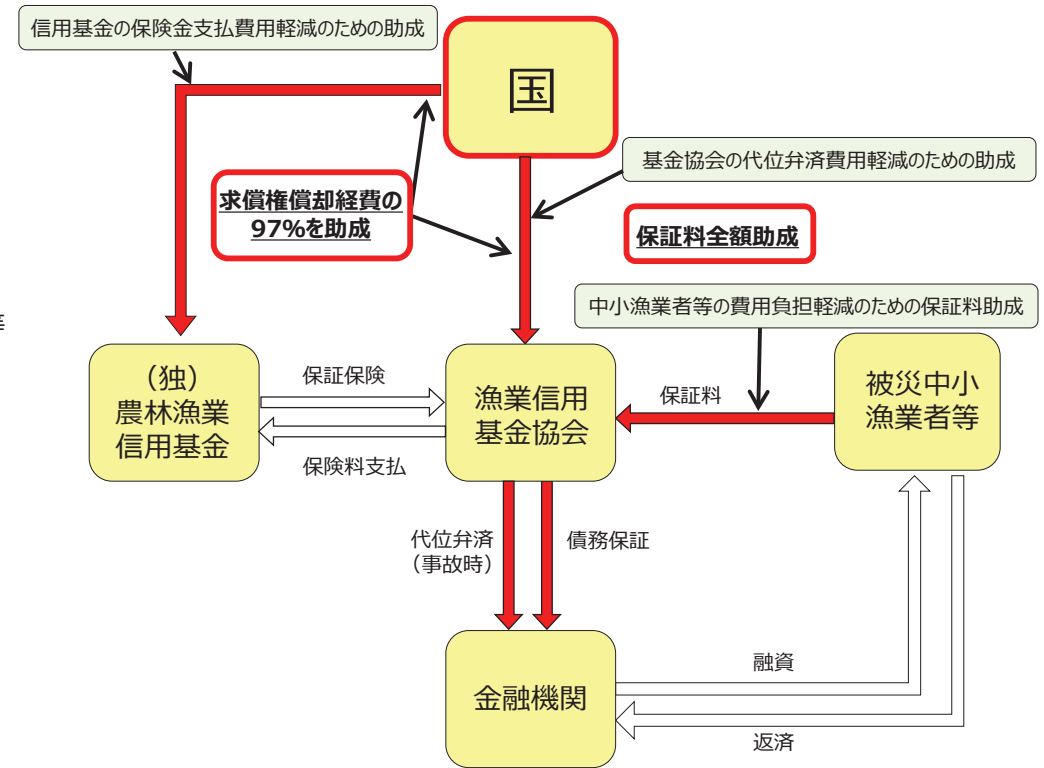 信用基金の保険金支払費用軽減のための助成
国
基金協会の代位弁済費用軽減のための助成
求償権償却経費の
97%を助成
保証料全額助成
中小漁業者等の費用負担軽減のための保証料助成
（独）
農林漁業
信用基金
保証保険
保険料支払
漁業信用
基金協会
保証料
被災中小
漁業者等
代位弁済
（事故時）
債務保証
金融機関
融資
返済